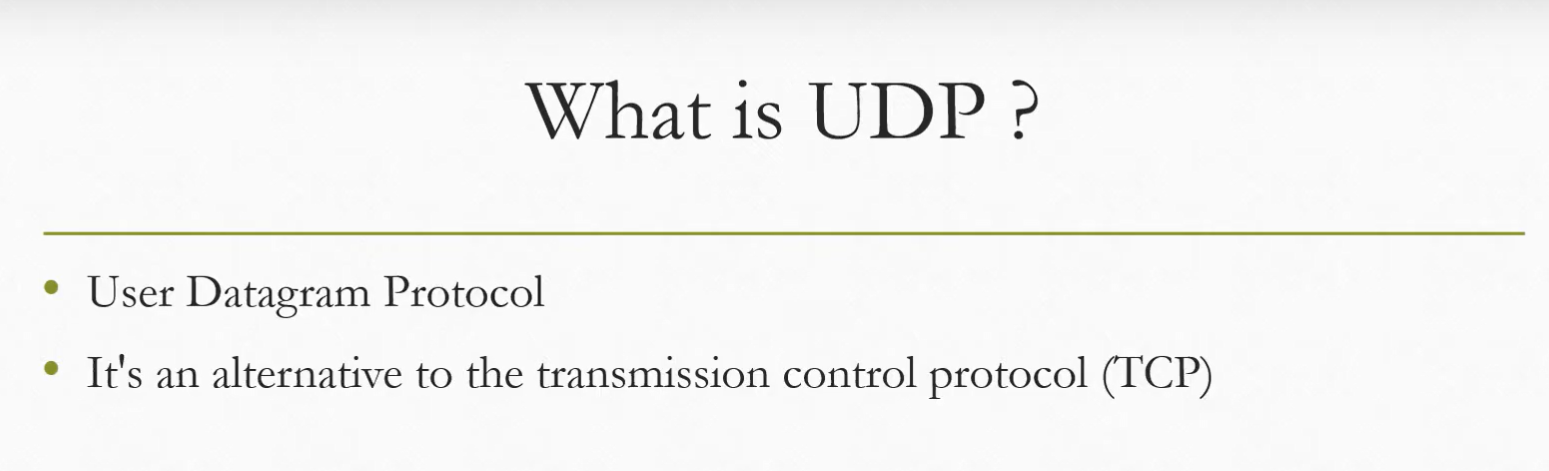 What is UDP ?
• User Datagram Protocol
• It's an alternative to the transmission control protocol (TCP)